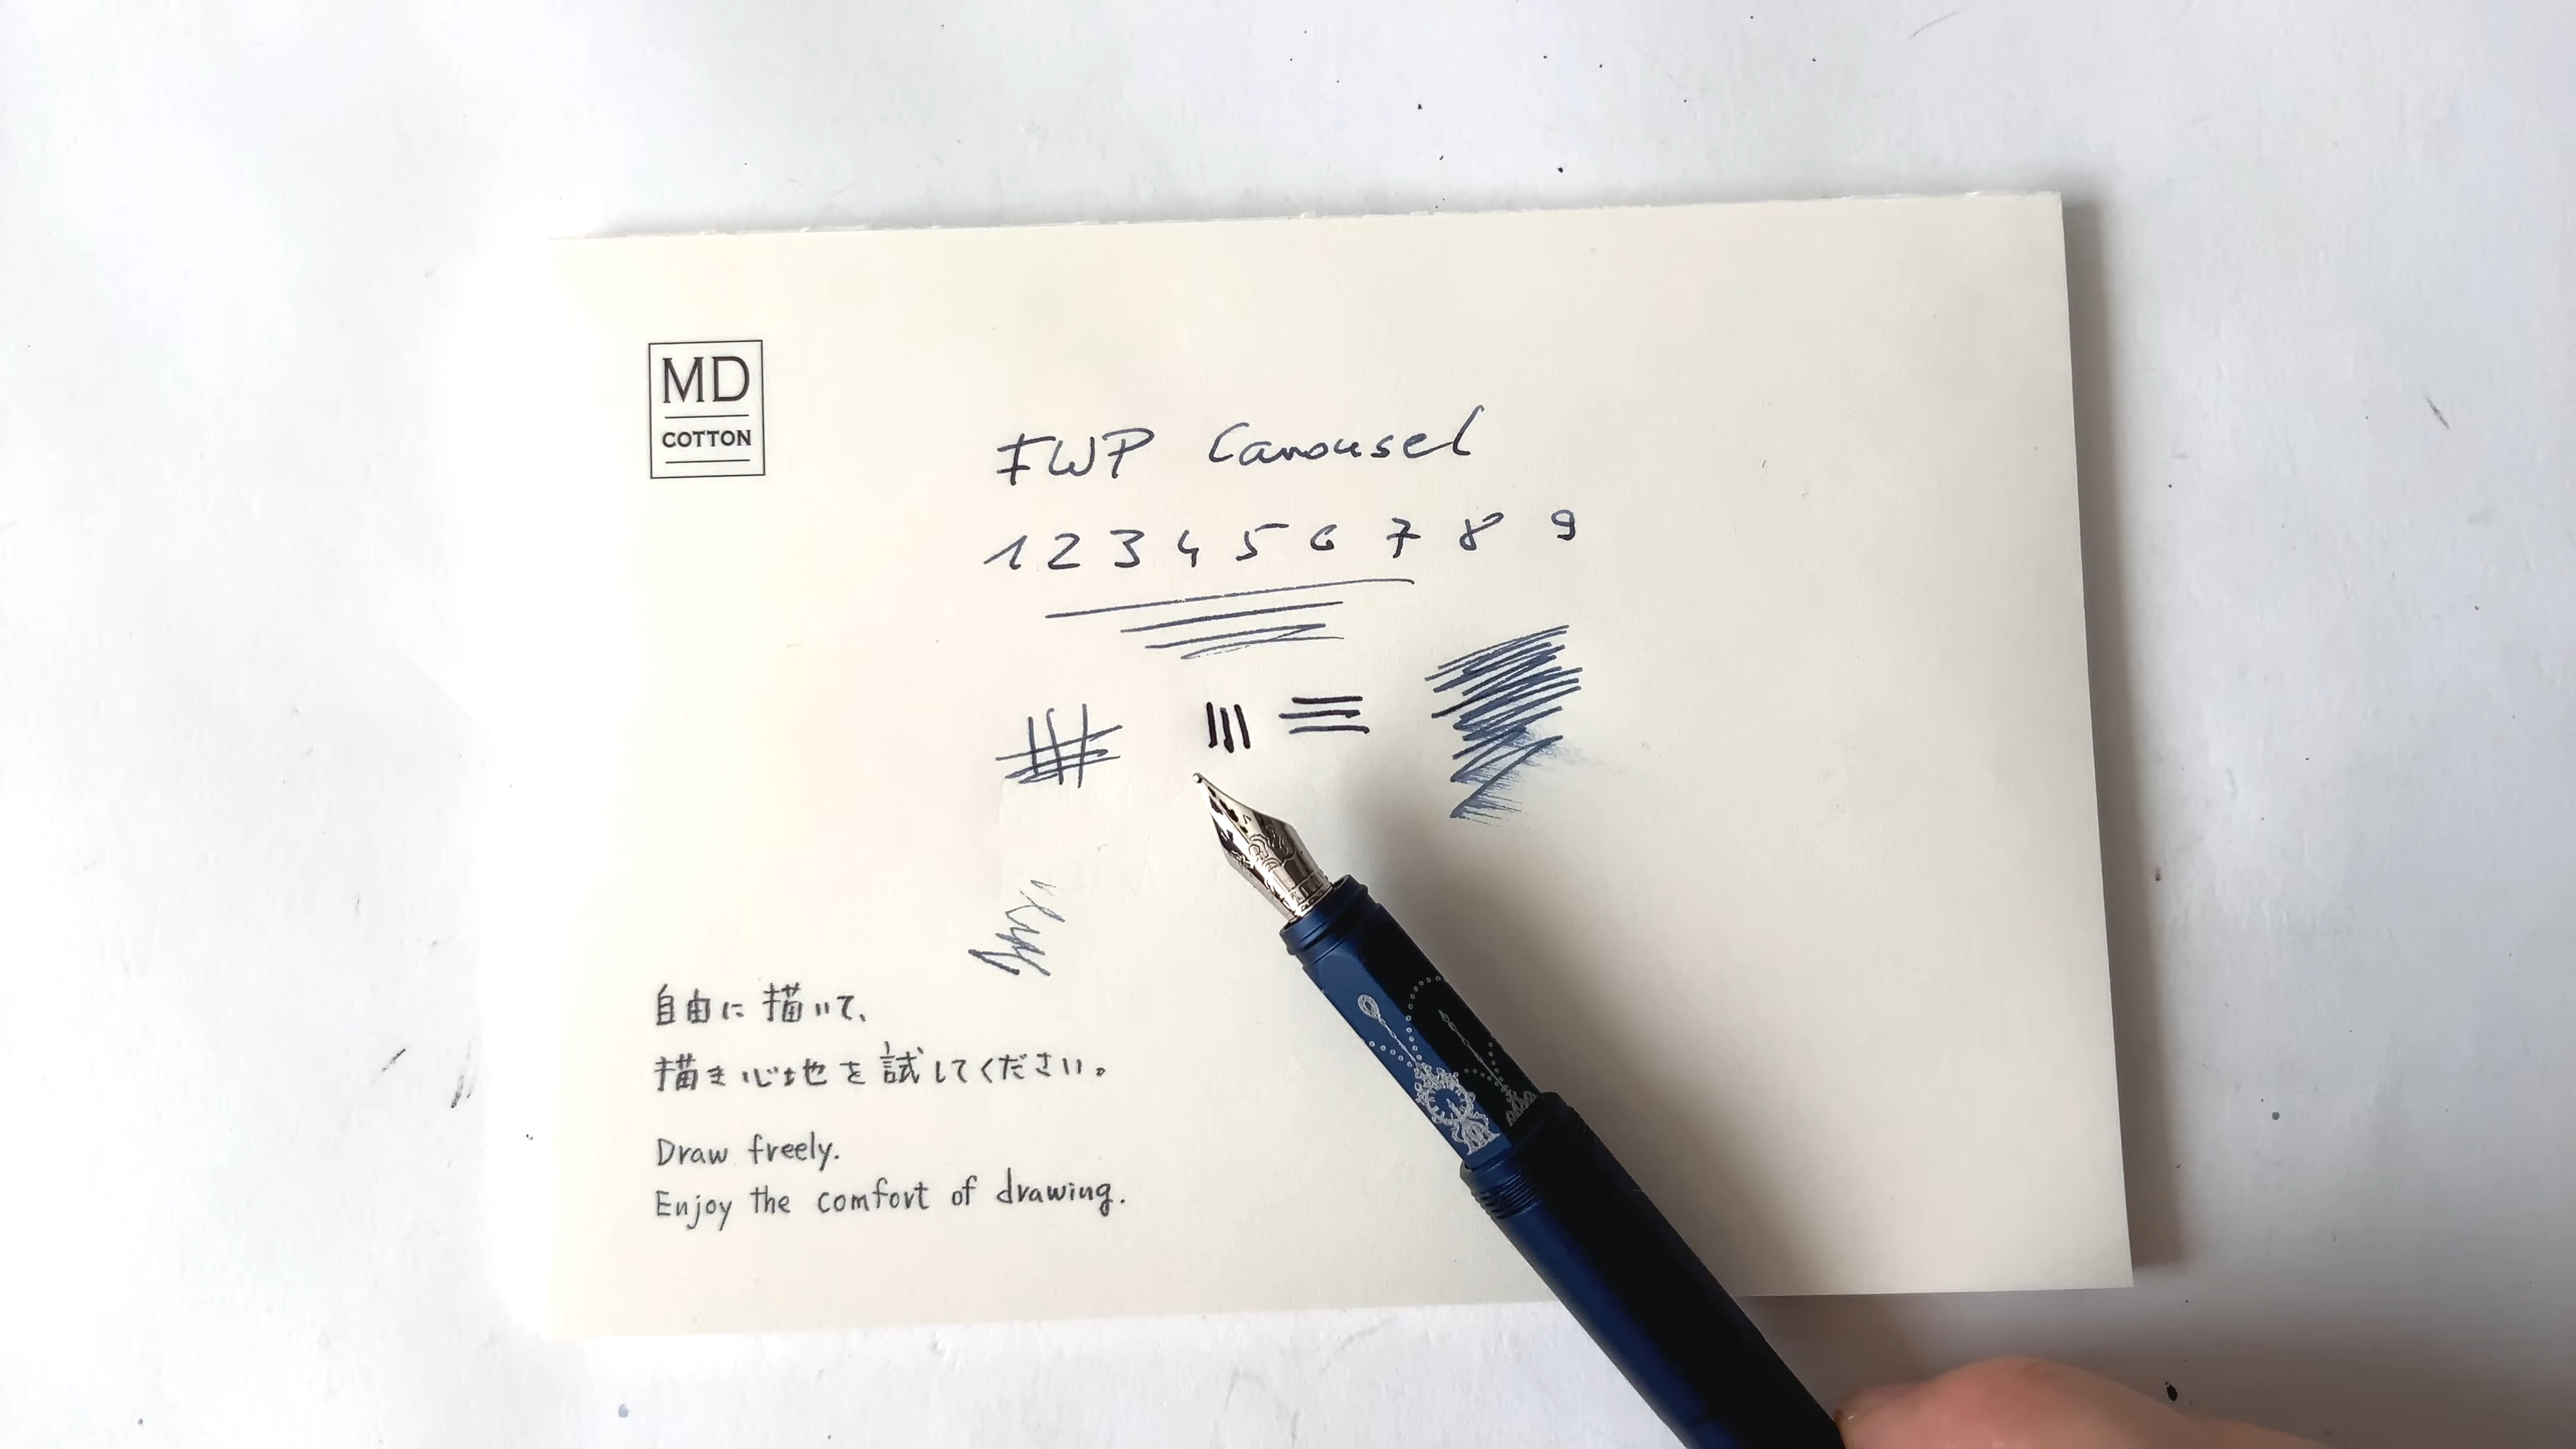 MD
COTTON
FWP Carousel
1 2 3 4 5 6 7 8 9
自由に描いて、
描き心地を試してください。
Draw freely.
Enjoy the comfort of drawing.